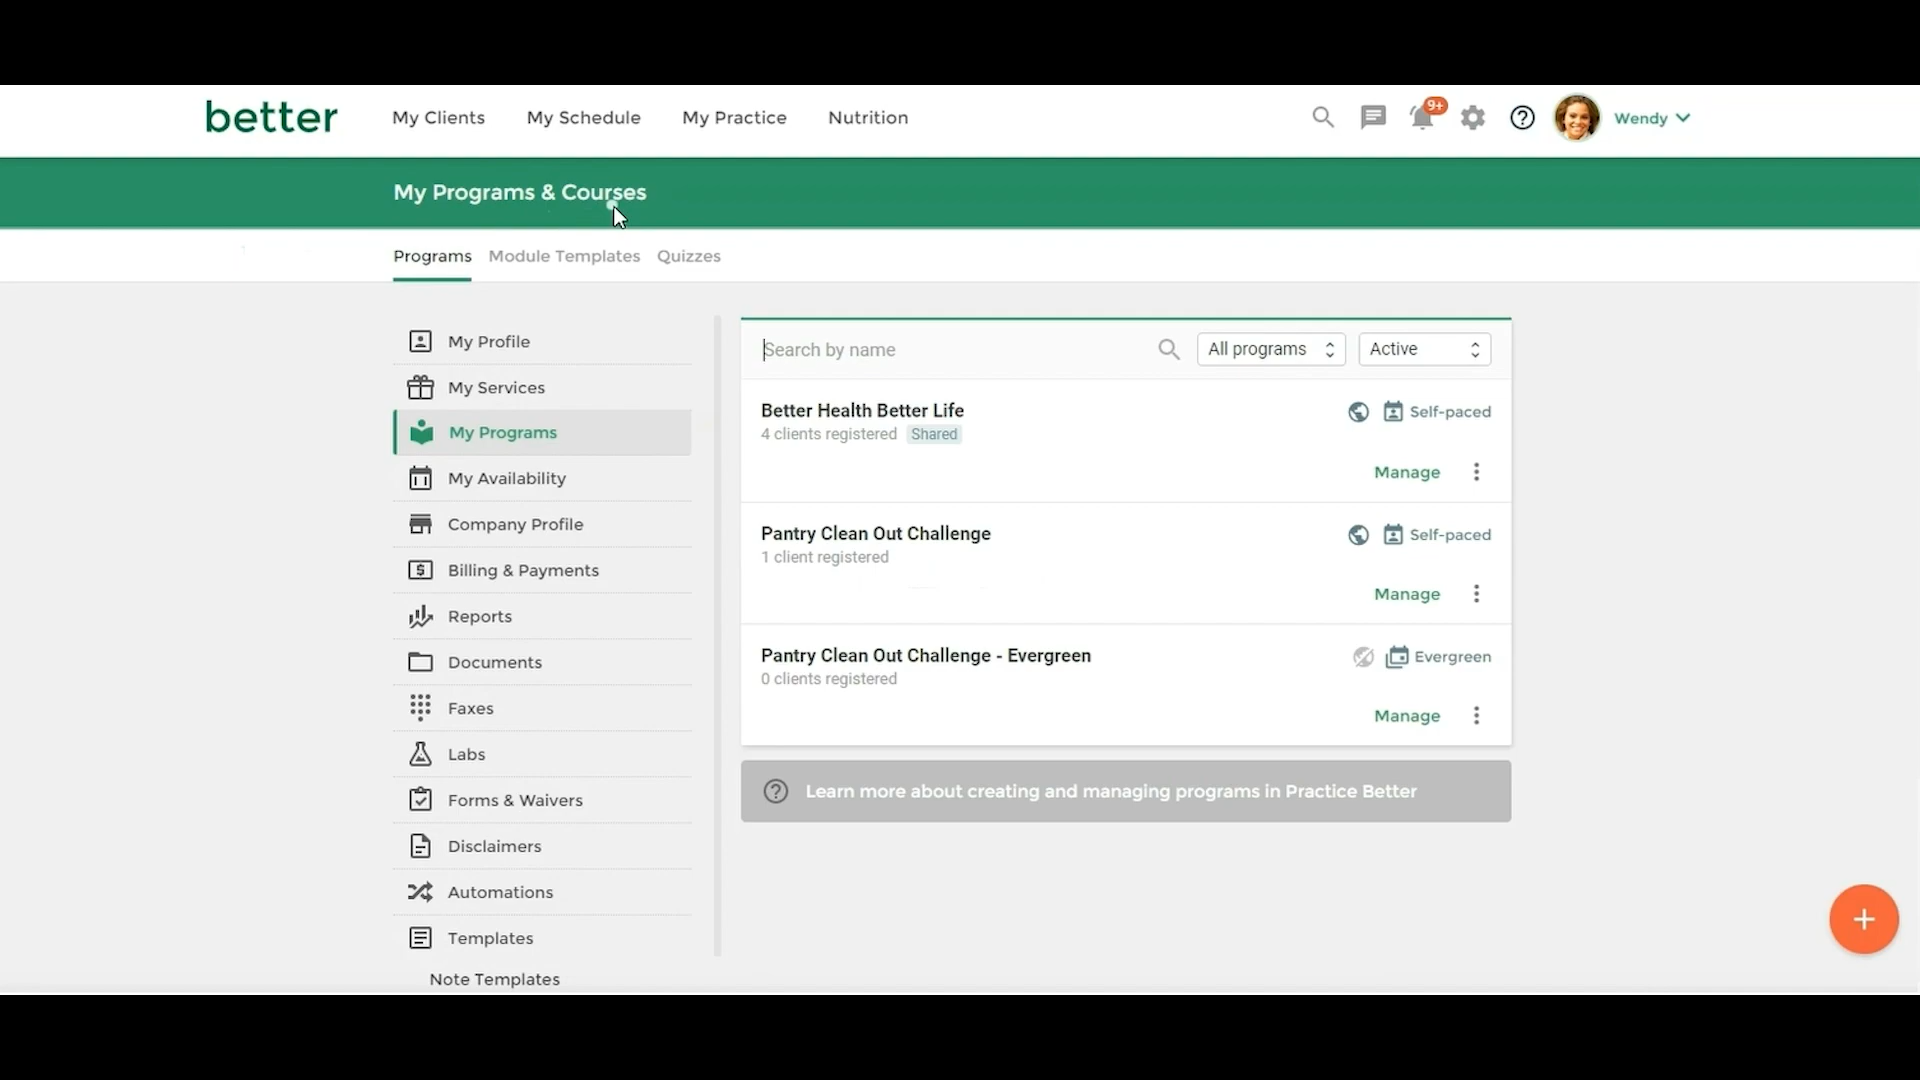 better
My Clients
My Schedule
My Practice
Nutrition
9+
Wendy
My Programs & Courses
Programs
Module Templates
Quizzes
My Profile
My Services
My Programs
My Availability
Company Profile
Billing & Payments
Reports
Documents
Faxes
Labs
Forms & Waivers
Disclaimers
Automations
Templates
Note Templates
Search by name
All programs
Active
Better Health Better Life
Self-paced
4 clients registered Shared
Manage
Pantry Clean Out Challenge
Self-paced
1 client registered
Manage
Pantry Clean Out Challenge - Evergreen
Evergreen
0 clients registered
Manage
Learn more about creating and managing programs in Practice Better